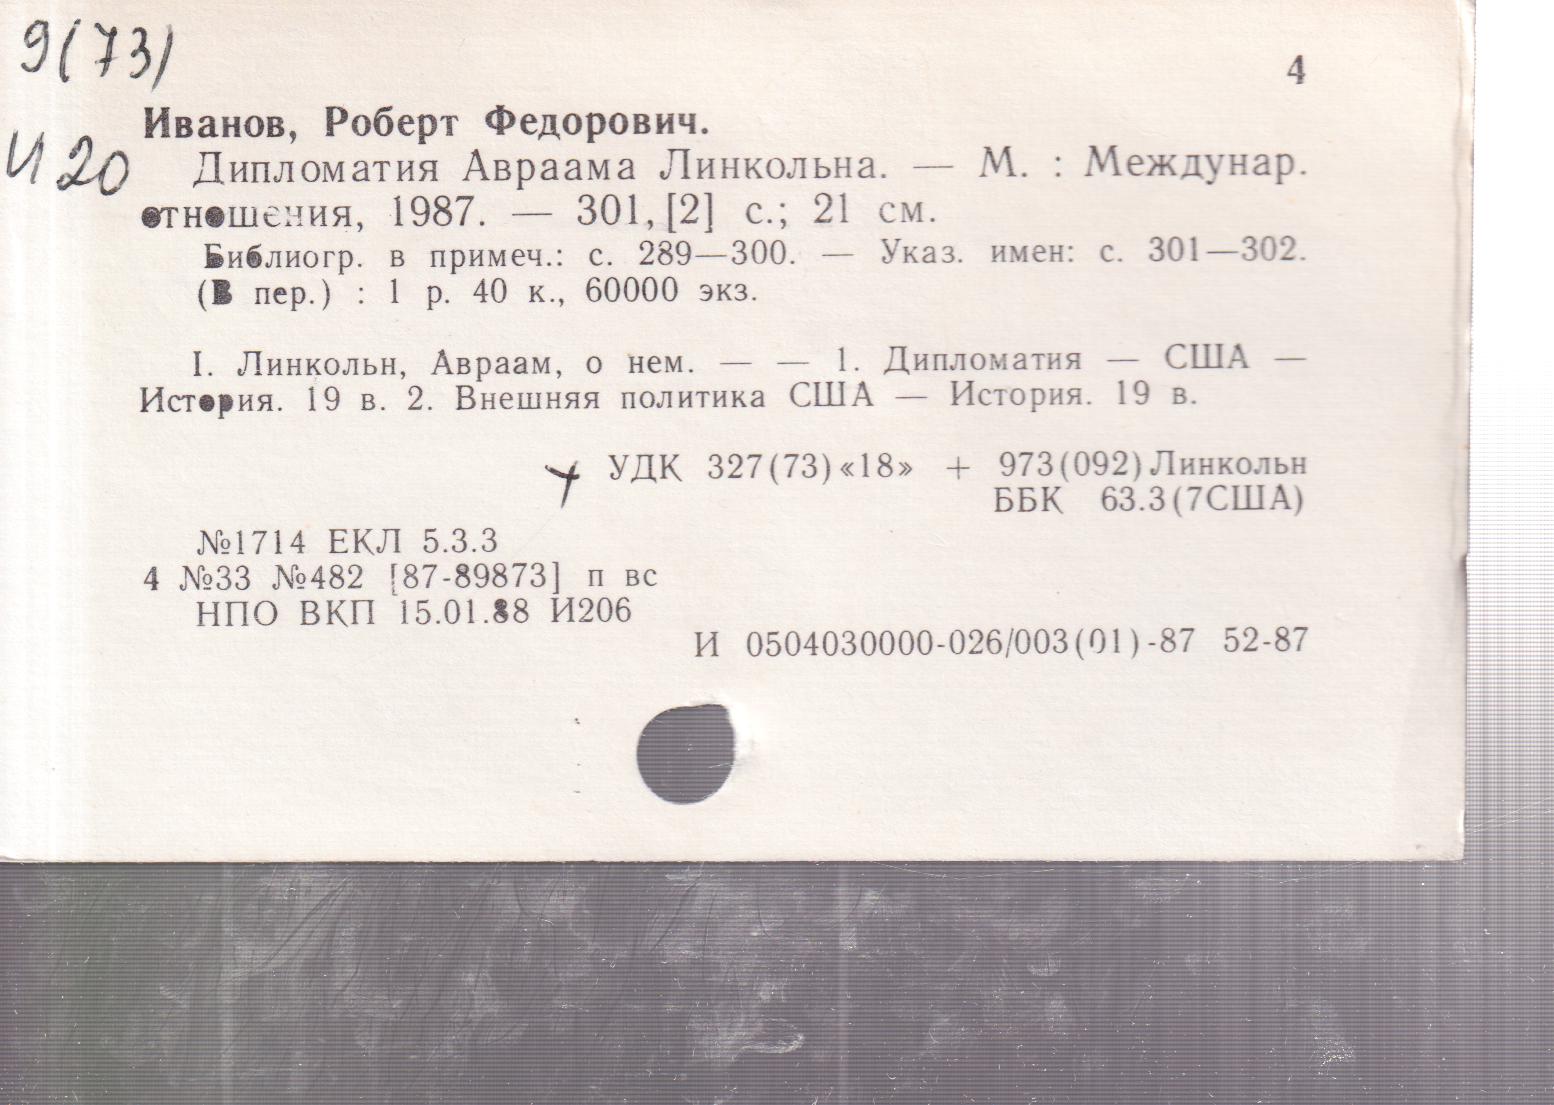 9(73)
4
Иванов, Роберт Федорович.
И 20
Дипломатия Авраама Линкольна. — М. : Междунар.
отношения, 1987. — 301, [2] с.; 21 см.
Библиогр. в примеч.: с. 289—300. — Указ. имен: с. 301—302.
(В пер.) : 1 р. 40 к., 60000 экз.
I. Линкольн, Авраам, о нем. — — 1. Дипломатия — США —
История. 19 в. 2. Внешняя политика США — История. 19 в.
УДК 327(73)«18» + 973(092)Линкольн
ББК 63.3(7США)
№1714 ЕКЛ 5.3.3
4 №33 №482 [87-89873] п вс
НПО ВКП 15.01.88 И206
И 0504030000-026/003(01)-87 52-87